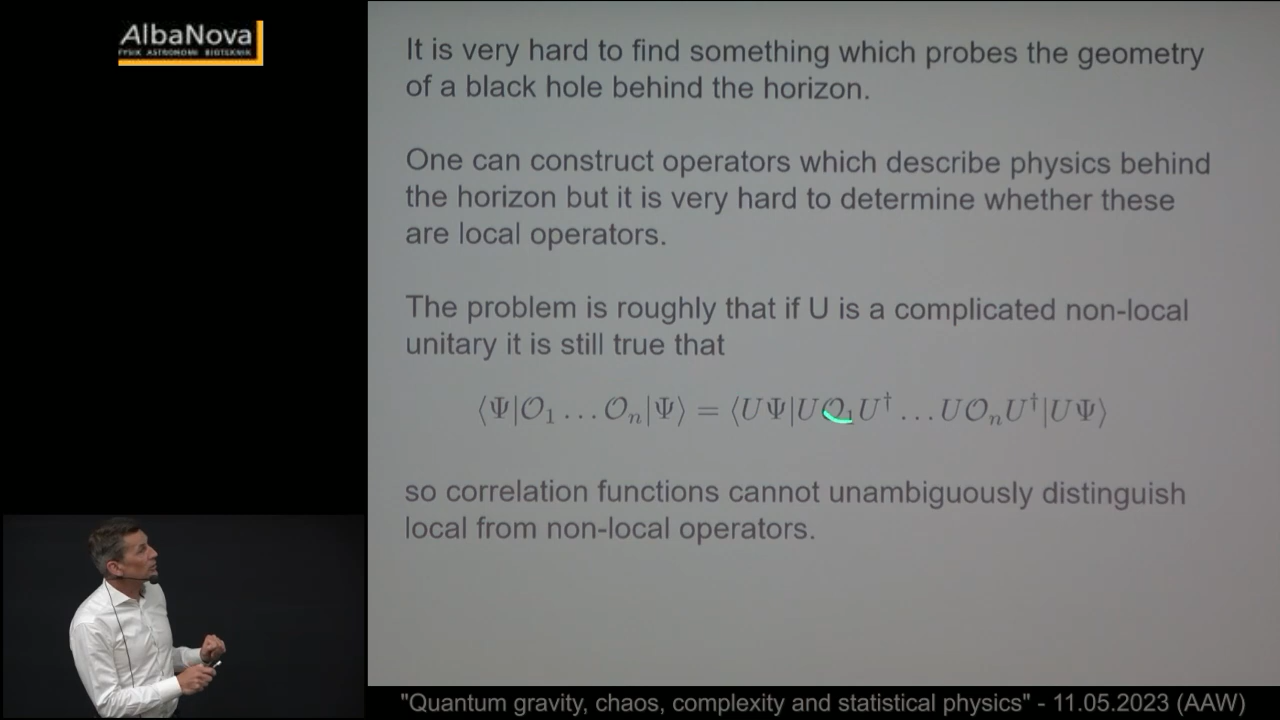 AlbaNova
FYSIK ASTRONOMI BIOTEKNIK
It is very hard to find something which probes the geometry
of a black hole behind the horizon.
One can construct operators which describe physics behind
the horizon but it is very hard to determine whether these
are local operators.
The problem is roughly that if U is a complicated non-local
unitary it is still true that
⟨Ψ|𝒪₁ … 𝒪ₙ|Ψ⟩ = ⟨UΨ|U𝒪₁U† … U𝒪ₙU†|UΨ⟩
so correlation functions cannot unambiguously distinguish
local from non-local operators.
"Quantum gravity, chaos, complexity and statistical physics" - 11.05.2023 (AAW)